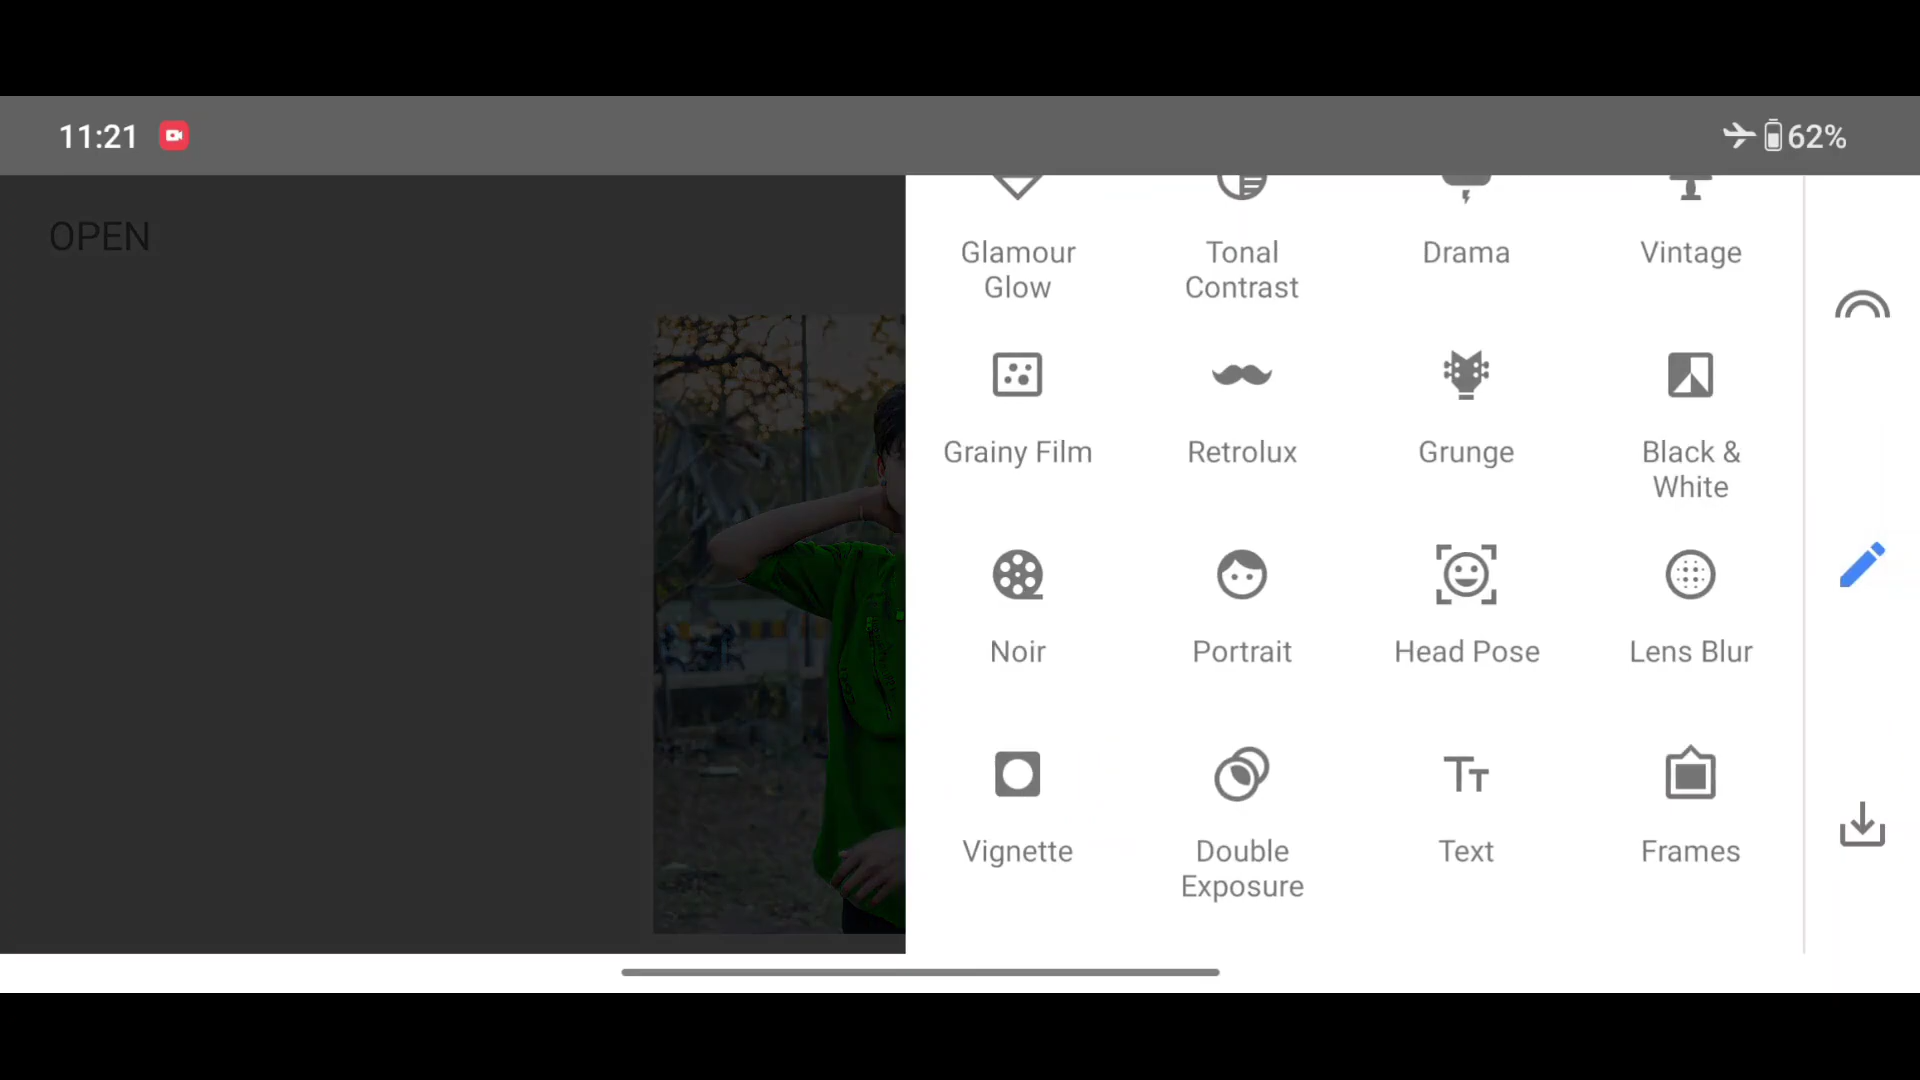 11:21
62%
OPEN
Glamour Glow
Tonal Contrast
Drama
Vintage
Grainy Film
Retrolux
Grunge
Black & White
Noir
Portrait
Head Pose
Lens Blur
Vignette
Double Exposure
Text
Frames